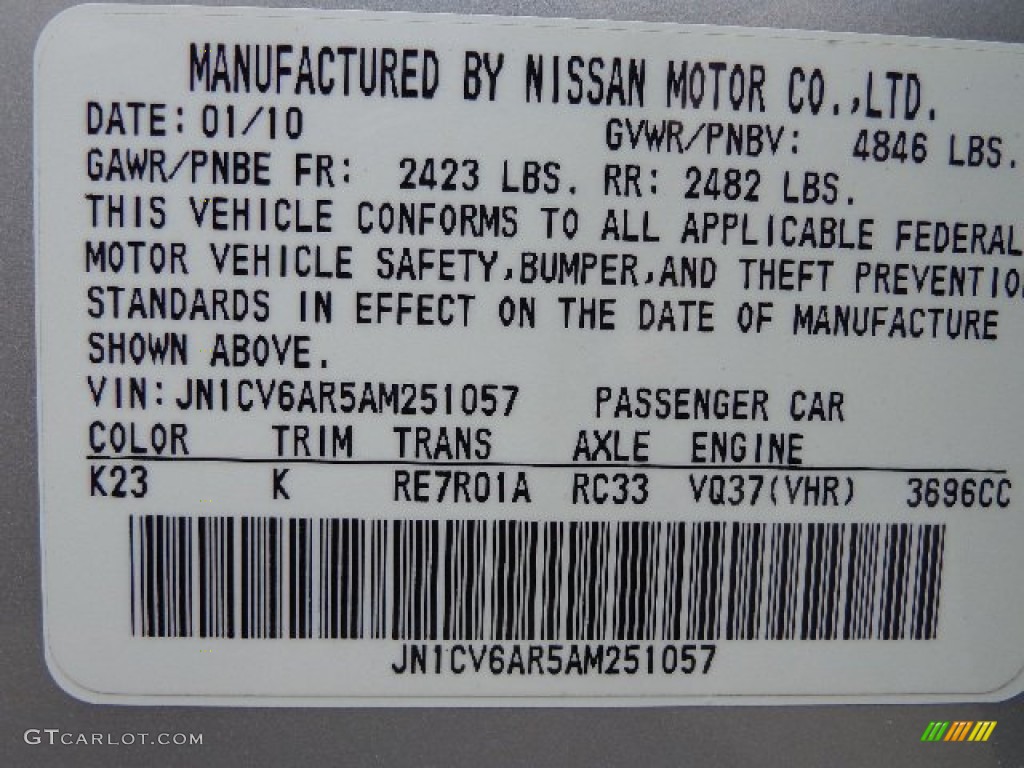 MANUFACTURED BY NISSAN MOTOR CO.,LTD.
DATE: 01/10 GVWR/PNBV: 4846 LBS.
GAWR/PNBE FR: 2423 LBS. RR: 2482 LBS.
THIS VEHICLE CONFORMS TO ALL APPLICABLE FEDERAL
MOTOR VEHICLE SAFETY,BUMPER,AND THEFT PREVENTION
STANDARDS IN EFFECT ON THE DATE OF MANUFACTURE
SHOWN ABOVE.
VIN: JN1CV6AR5AM251057 PASSENGER CAR
COLOR TRIM TRANS AXLE ENGINE
K23 K RE7R01A RC33 VQ37(VHR) 3696CC
JN1CV6AR5AM251057
GTCARLOT.COM